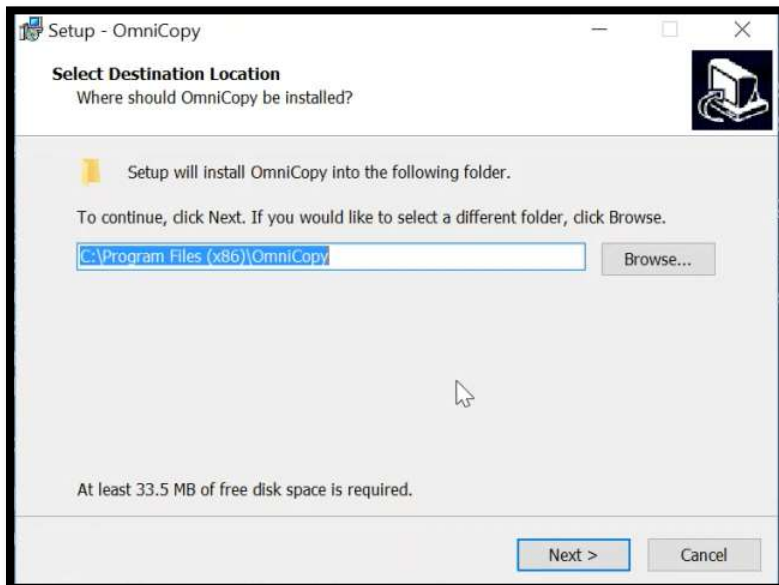 Setup - OmniCopy
Select Destination Location
Where should OmniCopy be installed?
Setup will install OmniCopy into the following folder.
To continue, click Next. If you would like to select a different folder, click Browse.
C:\Program Files (x86)\OmniCopy
Browse...
At least 33.5 MB of free disk space is required.
Next >
Cancel